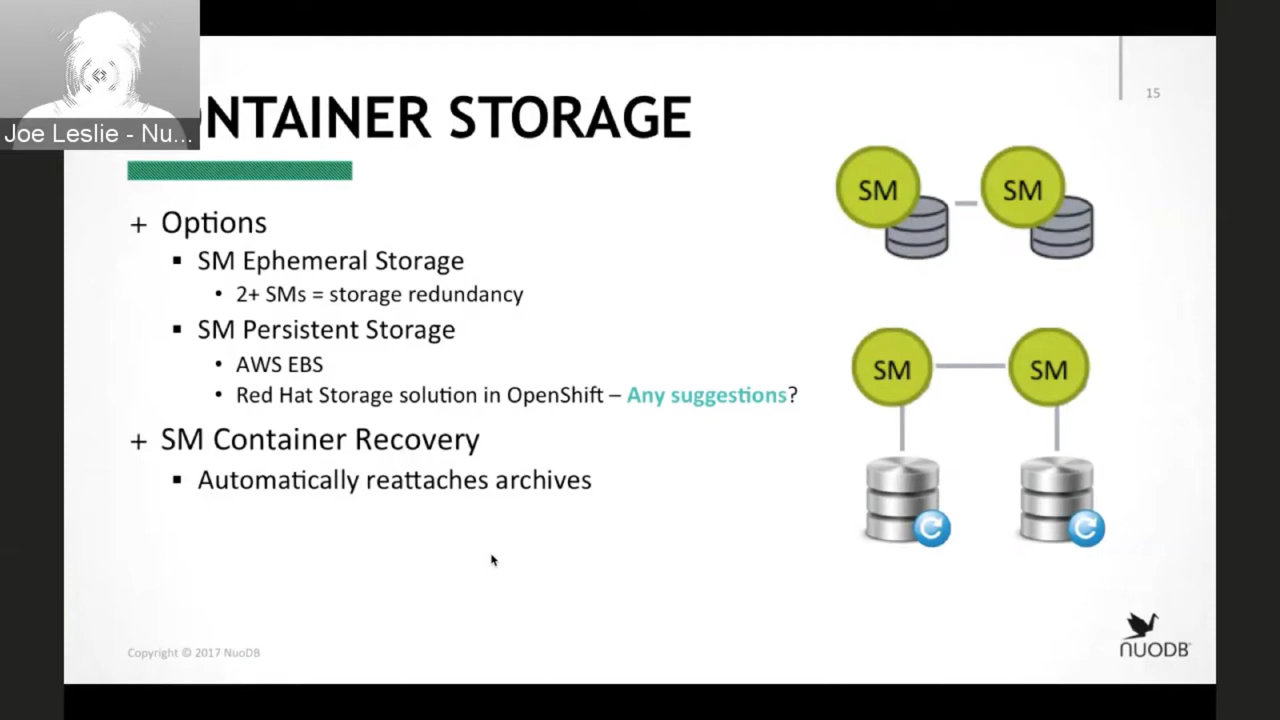 Joe Leslie - Nu...
ONTAINER STORAGE
15
+ Options
▪ SM Ephemeral Storage
• 2+ SMs = storage redundancy
▪ SM Persistent Storage
• AWS EBS
• Red Hat Storage solution in OpenShift – Any suggestions?
+ SM Container Recovery
▪ Automatically reattaches archives
SM SM
SM SM
Copyright © 2017 NuoDB
NUODB